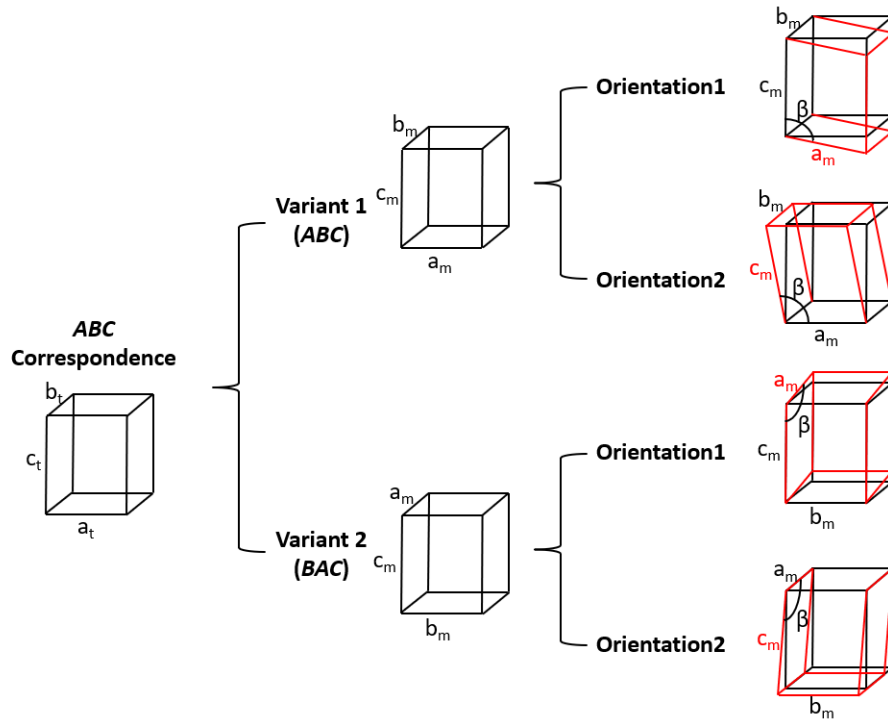 b_m
Orientation1
c_m
β
a_m
b_m
Variant 1
(ABC)
c_m
a_m
b_m
c_m
Orientation2
β
a_m
ABC
Correspondence
b_t
c_t
a_t
a_m
β
Orientation1
c_m
b_m
a_m
Variant 2
(BAC)
c_m
b_m
a_m
β
Orientation2
c_m
b_m